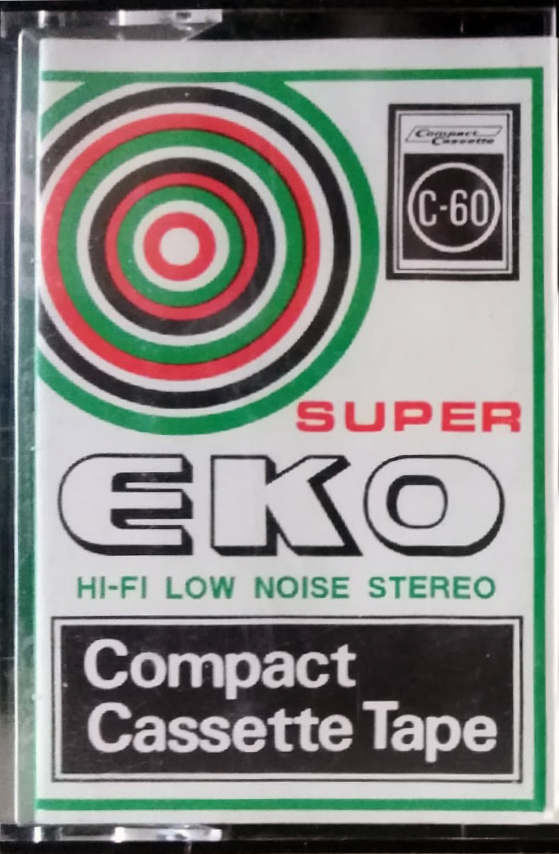 Compact
Cassette
C-60
SUPER
EKO
HI-FI LOW NOISE STEREO
Compact
Cassette Tape